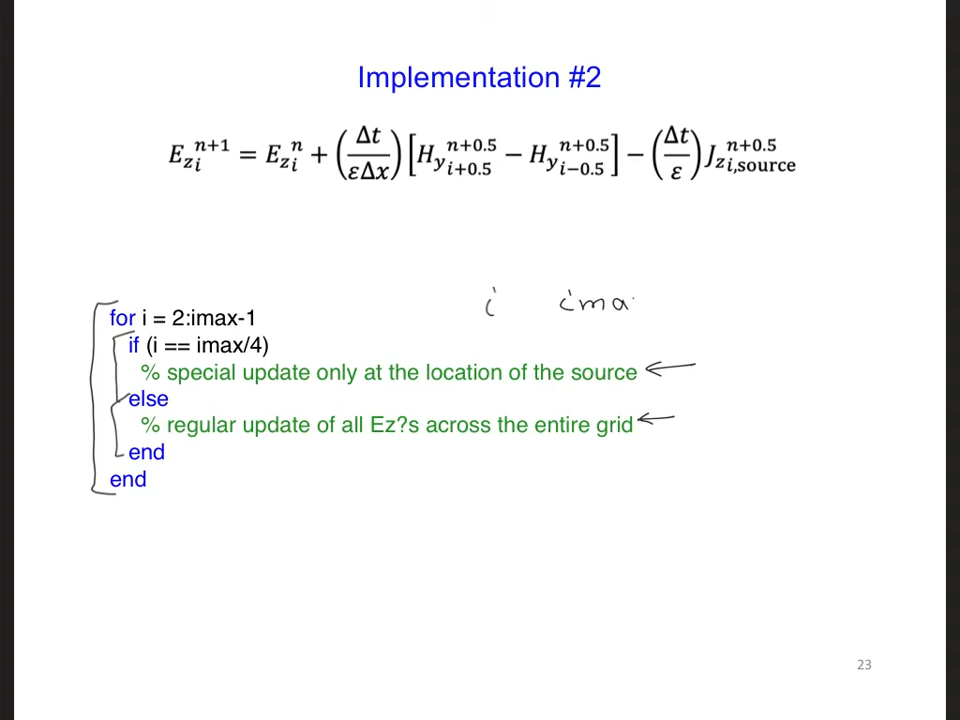 Implementation #2
E_{z_i}^{n+1} = E_{z_i}^{n} + (Δt/εΔx) [H_{y_{i+0.5}}^{n+0.5} − H_{y_{i−0.5}}^{n+0.5}] − (Δt/ε) J_{z_{i,source}}^{n+0.5}
i ima
for i = 2:imax-1
if (i == imax/4)
% special update only at the location of the source
else
% regular update of all Ez?s across the entire grid
end
end
23